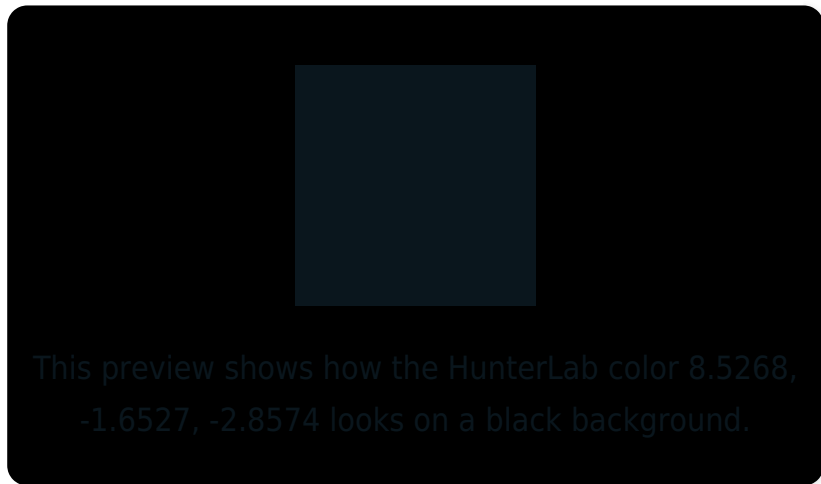 This preview shows how the HunterLab color 8.5268,
-1.6527, -2.8574 looks on a black background.